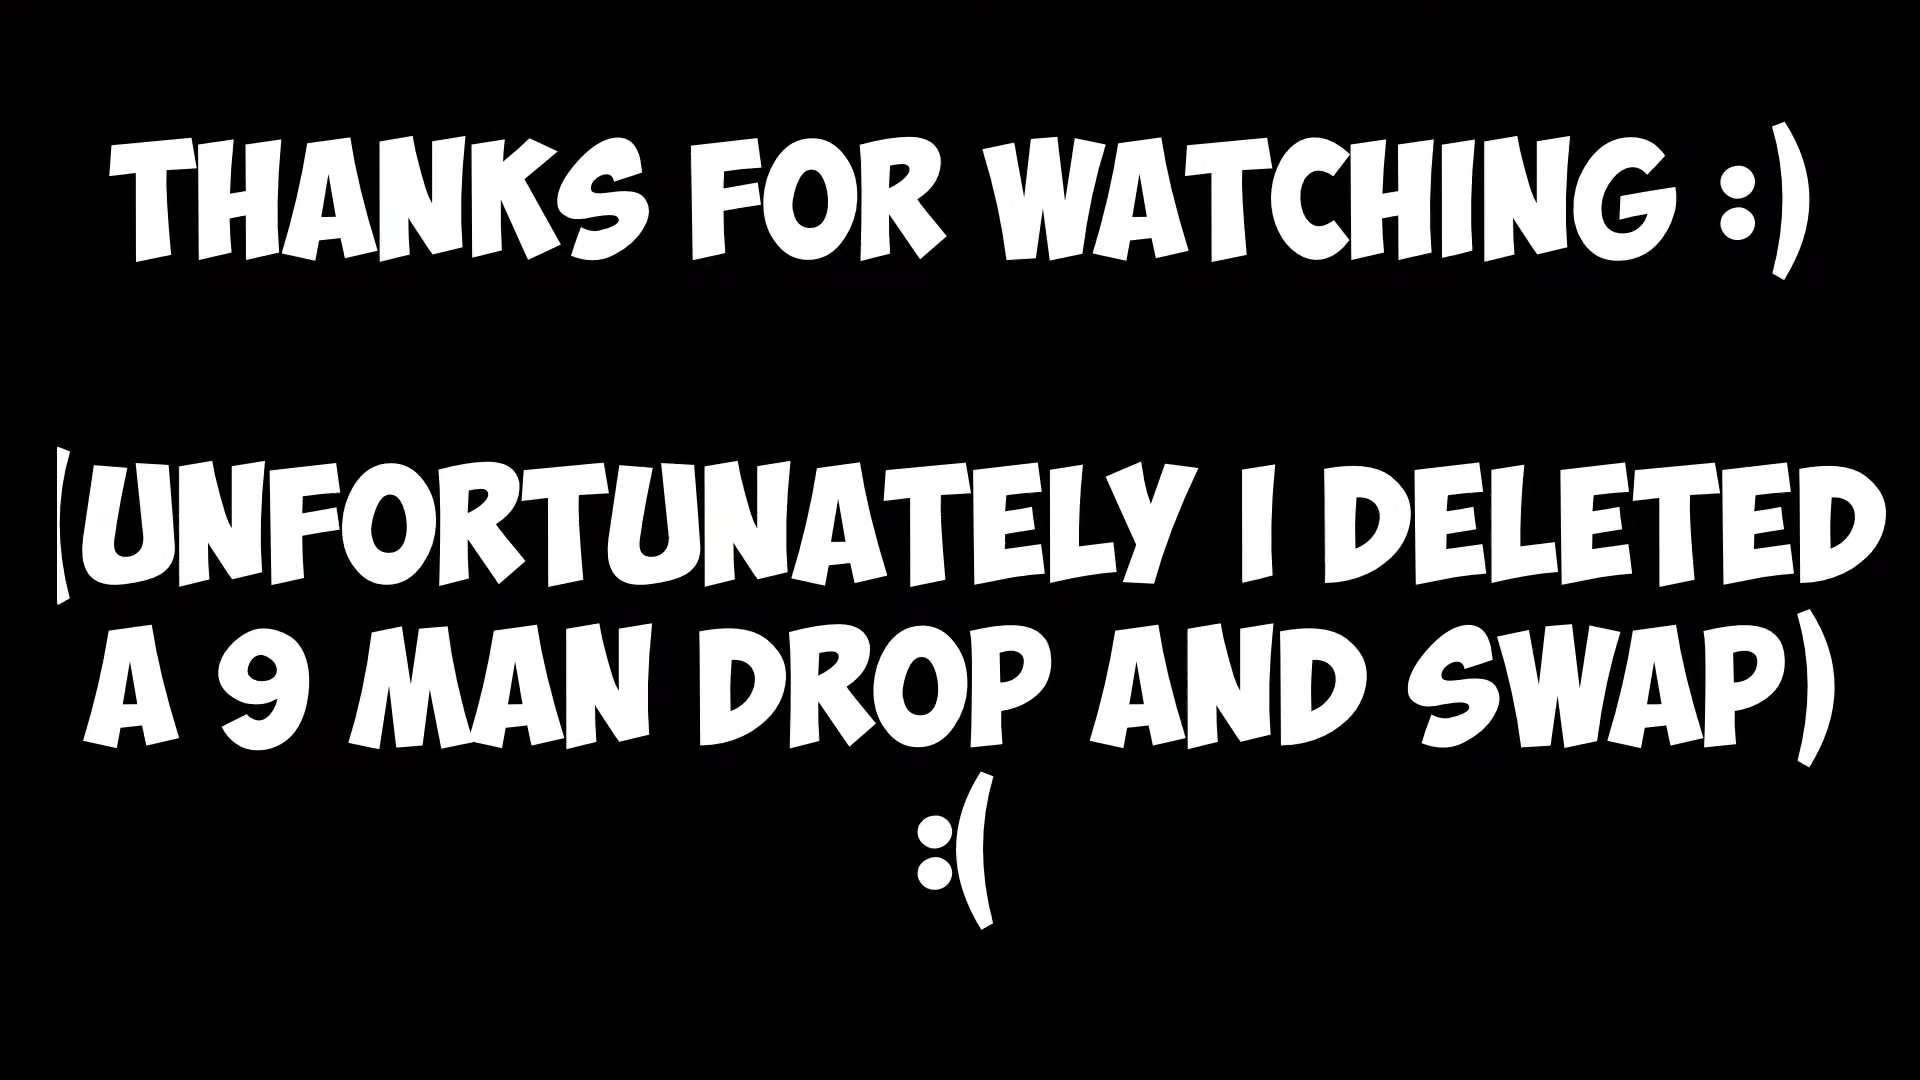 THANKS FOR WATCHING :)
(UNFORTUNATELY I DELETED
A 9 MAN DROP AND SWAP)
:(